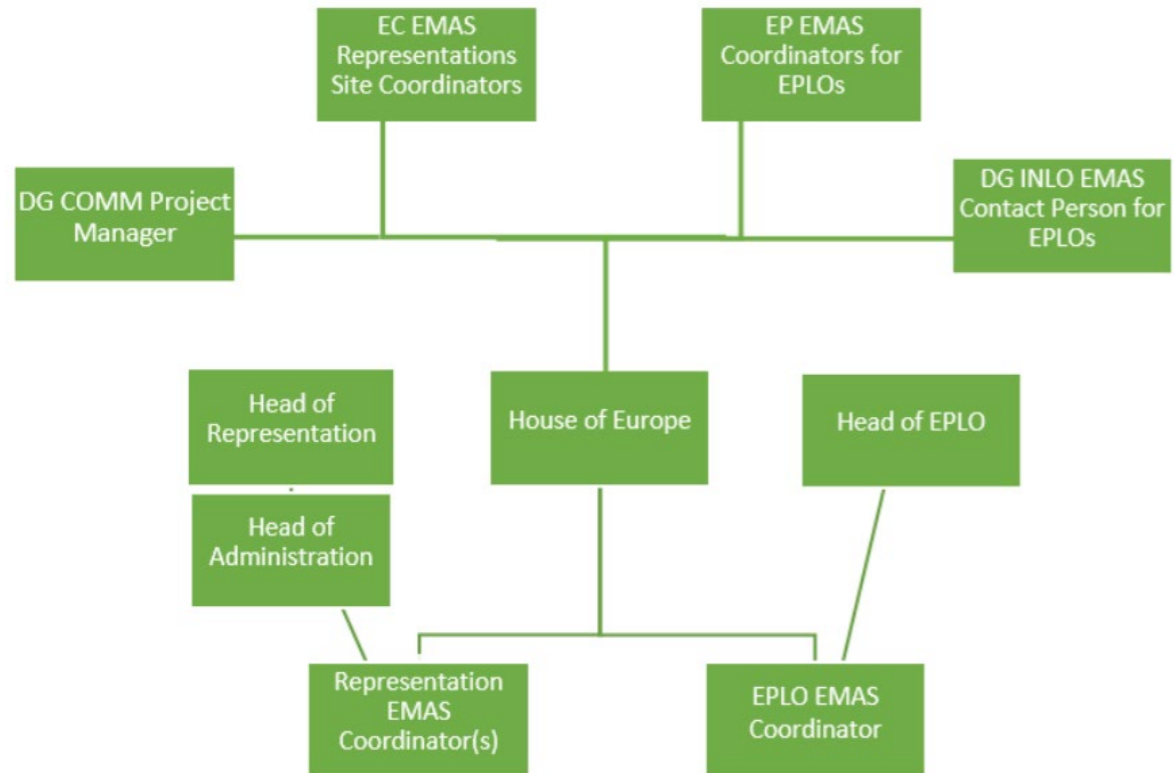 EC EMAS
Representations
Site Coordinators
EP EMAS
Coordinators for
EPLOs
DG COMM Project
Manager
DG INLO EMAS
Contact Person for
EPLOs
Head of
Representation
House of Europe
Head of EPLO
Head of
Administration
Representation
EMAS
Coordinator(s)
EPLO EMAS
Coordinator